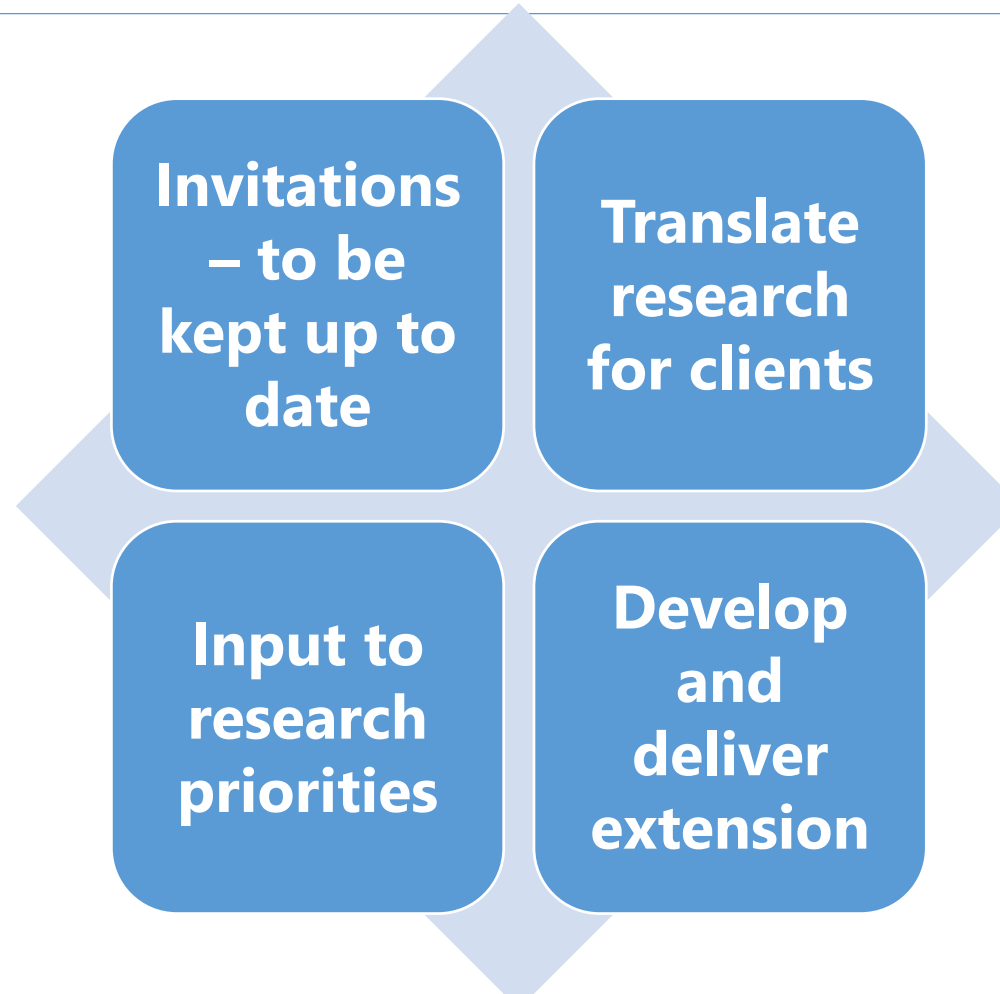 Invitations
– to be
kept up to
date
Translate
research
for clients
Input to
research
priorities
Develop
and
deliver
extension